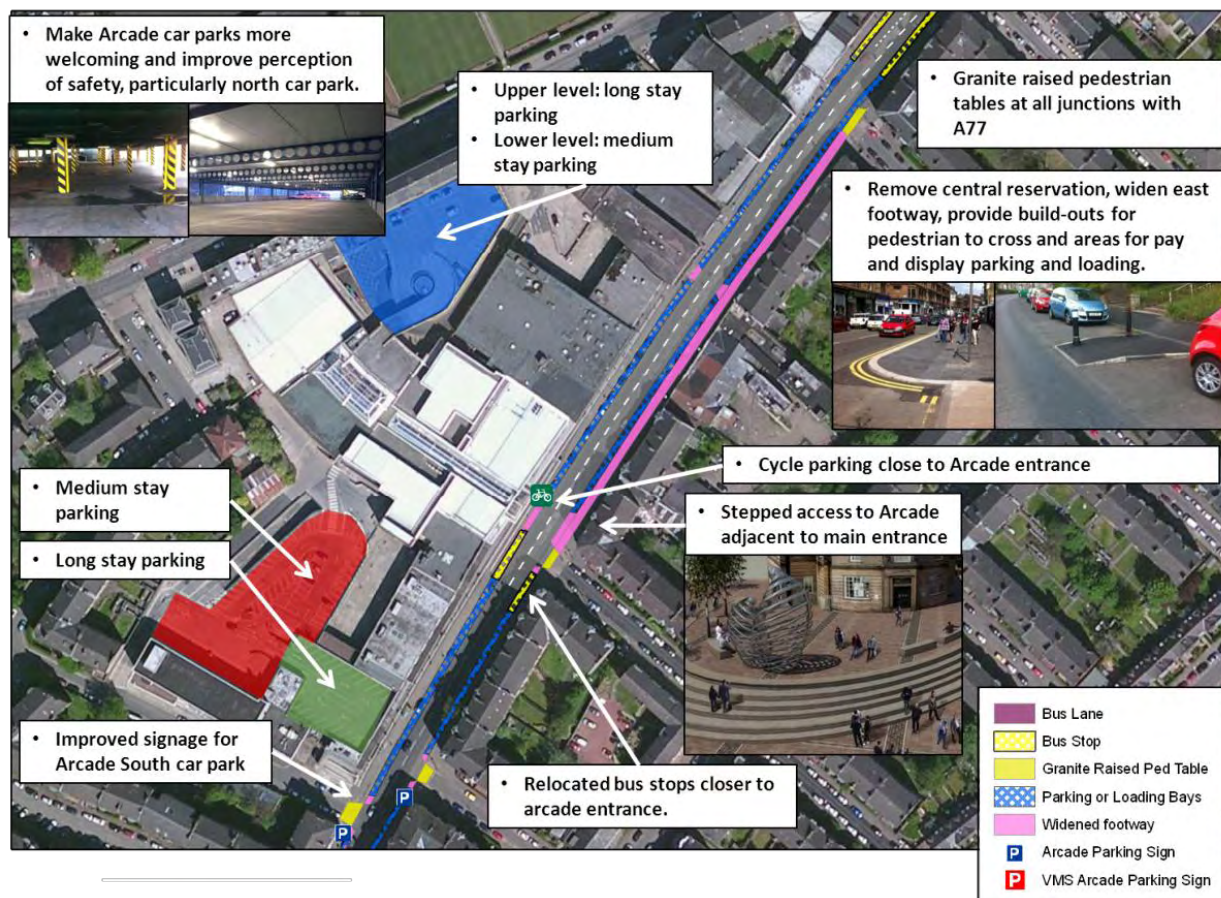 • Make Arcade car parks more
welcoming and improve perception
of safety, particularly north car park.
• Upper level: long stay
parking
• Lower level: medium
stay parking
• Granite raised pedestrian
tables at all junctions with
A77
• Remove central reservation, widen east
footway, provide build-outs for
pedestrian to cross and areas for pay
and display parking and loading.
• Cycle parking close to Arcade entrance
• Medium stay
parking
• Long stay parking
• Stepped access to Arcade
adjacent to main entrance
• Improved signage for
Arcade South car park
• Relocated bus stops closer to
arcade entrance.
P
P
Bus Lane
Bus Stop
Granite Raised Ped Table
Parking or Loading Bays
Widened footway
P Arcade Parking Sign
P VMS Arcade Parking Sign